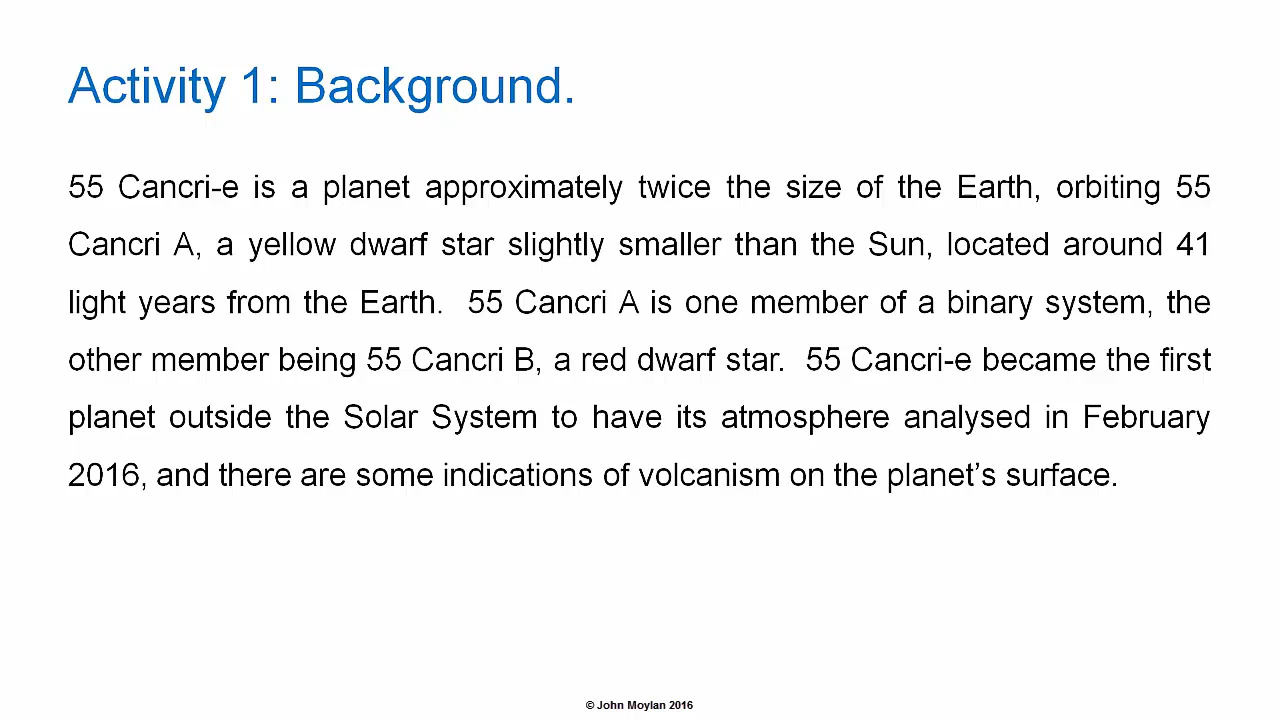 Activity 1: Background.
55 Cancri-e is a planet approximately twice the size of the Earth, orbiting 55
Cancri A, a yellow dwarf star slightly smaller than the Sun, located around 41
light years from the Earth.  55 Cancri A is one member of a binary system, the
other member being 55 Cancri B, a red dwarf star.  55 Cancri-e became the first
planet outside the Solar System to have its atmosphere analysed in February
2016, and there are some indications of volcanism on the planet’s surface.
© John Moylan 2016